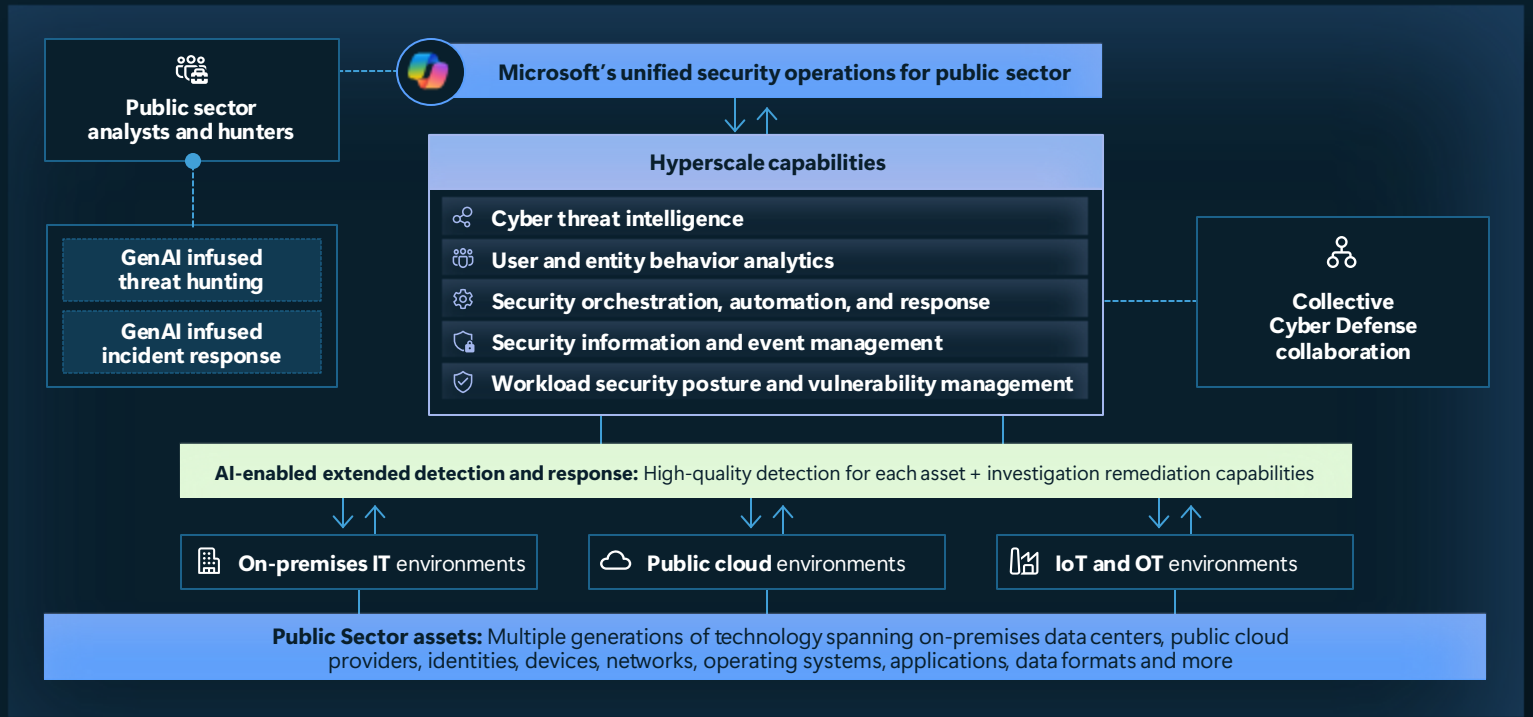 Public sector
analysts and hunters
Microsoft's unified security operations for public sector
Hyperscale capabilities
Cyber threat intelligence
User and entity behavior analytics
Security orchestration, automation, and response
Security information and event management
Workload security posture and vulnerability management
GenAI infused
threat hunting
GenAI infused
incident response
Collective
Cyber Defense
collaboration
AI-enabled extended detection and response: High-quality detection for each asset + investigation remediation capabilities
On-premises IT environments
Public cloud environments
IoT and OT environments
Public Sector assets: Multiple generations of technology spanning on-premises data centers, public cloud
providers, identities, devices, networks, operating systems, applications, data formats and more